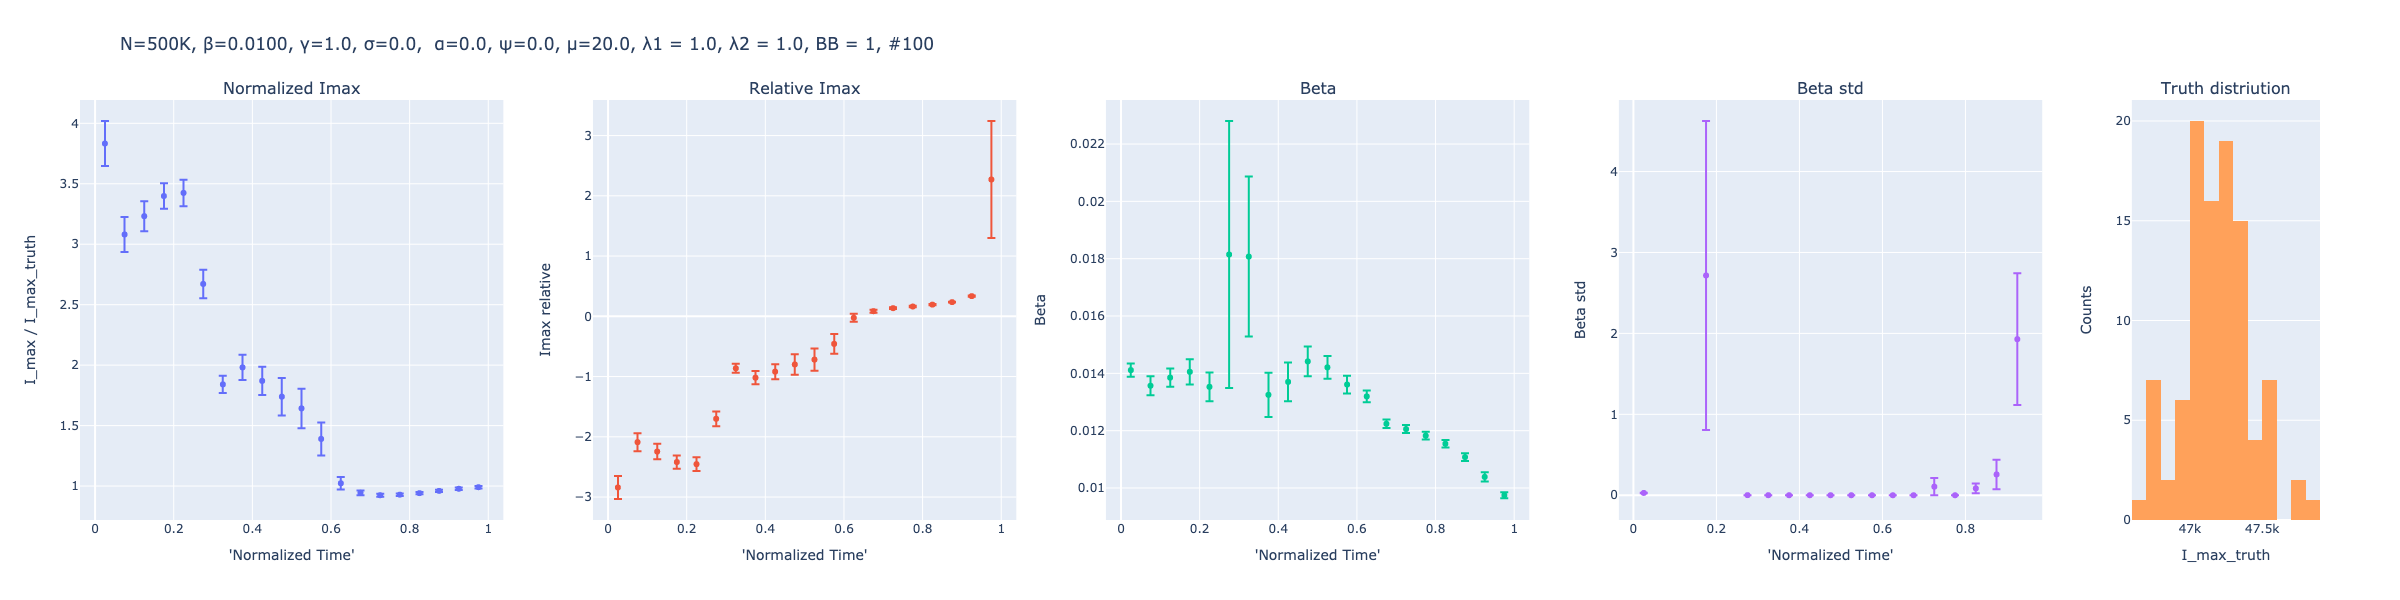 N=500K, β=0.0100, γ=1.0, σ=0.0,  α=0.0, ψ=0.0, μ=20.0, λ1 = 1.0, λ2 = 1.0, BB = 1, #100
Normalized Imax
I_max / I_max_truth
4
3.5
3
2.5
2
1.5
1
0 0.2 0.4 0.6 0.8 1
'Normalized Time'
Relative Imax
Imax relative
3
2
1
0
−1
−2
−3
0 0.2 0.4 0.6 0.8 1
'Normalized Time'
Beta
Beta
0.022
0.02
0.018
0.016
0.014
0.012
0.01
0 0.2 0.4 0.6 0.8 1
'Normalized Time'
Beta std
Beta std
4
3
2
1
0
0 0.2 0.4 0.6 0.8
'Normalized Time'
Truth distriution
Counts
20
15
10
5
0
47k 47.5k
I_max_truth